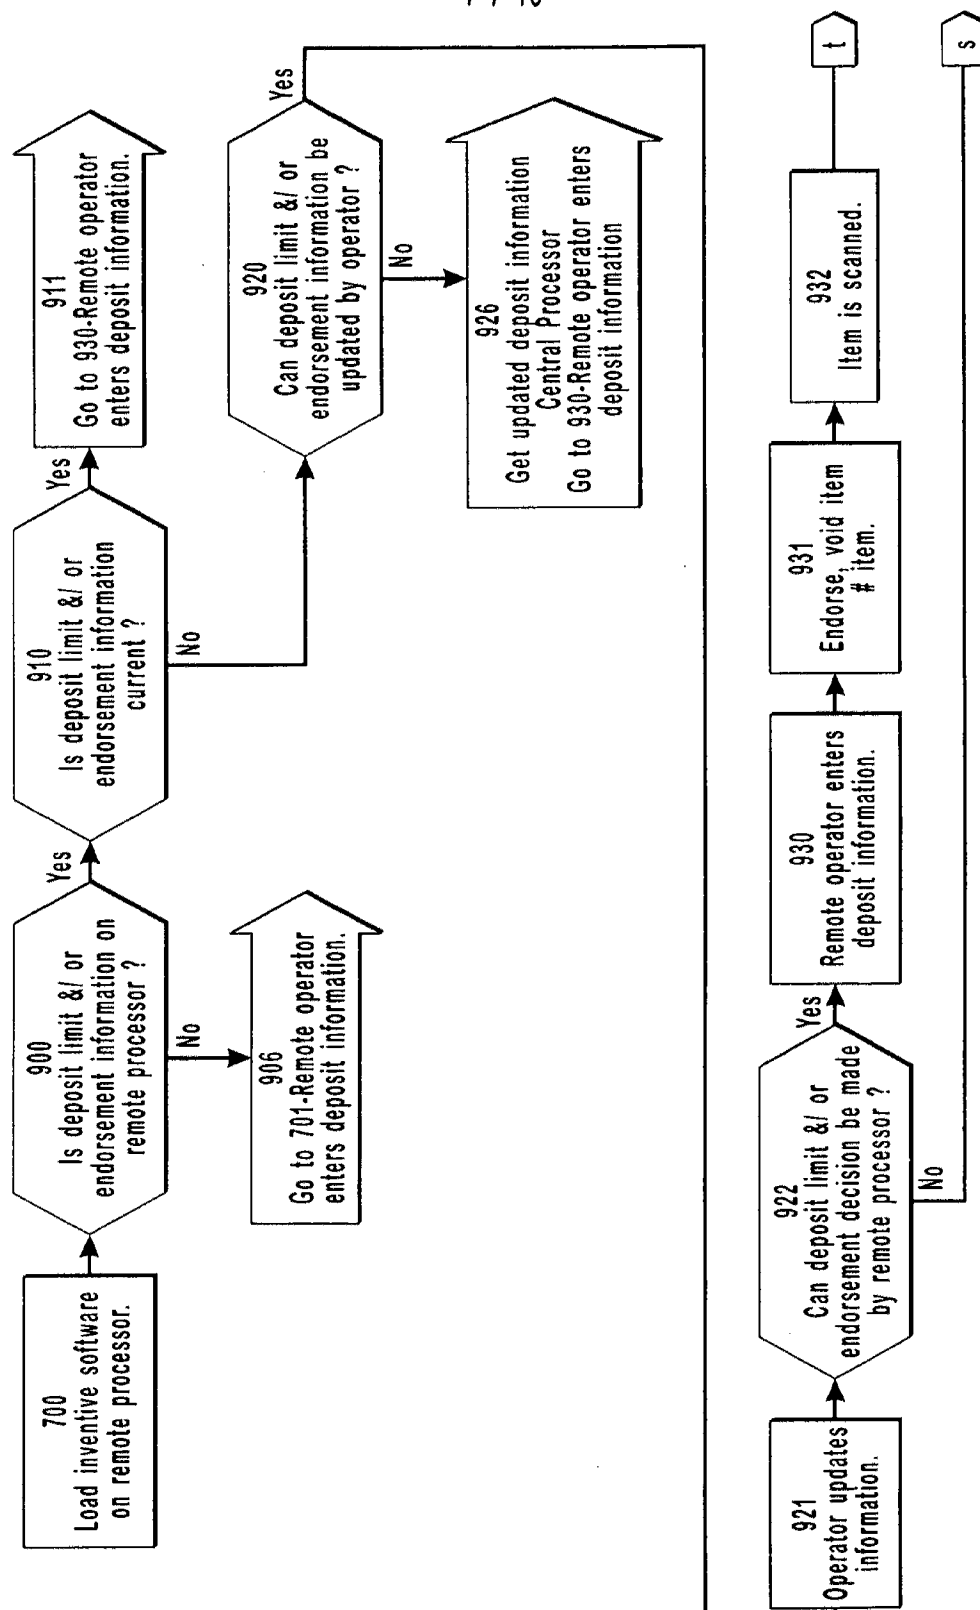 700
Load inventive software
on remote processor.
900
Is deposit limit &/ or
endorsement information on
remote processor ?
Yes
No
906
Go to 701-Remote operator
enters deposit information.
910
Is deposit limit &/ or
endorsement information
current ?
Yes
No
911
Go to 930-Remote operator
enters deposit information.
920
Can deposit limit &/ or
endorsement information be
updated by operator ?
Yes
No
926
Get updated deposit information
Central Processor
Go to 930-Remote operator enters
deposit information
921
Operator updates
information.
922
Can deposit limit &/ or
endorsement decision be made
by remote processor ?
Yes
No
930
Remote operator enters
deposit information.
931
Endorse, void item
# item.
932
Item is scanned.
t
s